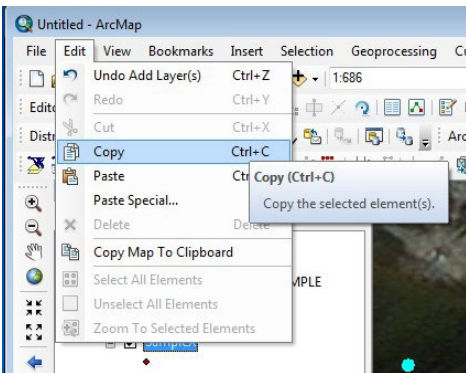 Untitled - ArcMap
File Edit View Bookmarks Insert Selection Geoprocessing
Undo Add Layer(s) Ctrl+Z
1:686
Redo Ctrl+Y
Cut Ctrl+X
Copy Ctrl+C
Paste
Copy (Ctrl+C)
Copy the selected element(s).
Paste Special...
Delete Delete
Copy Map To Clipboard
Select All Elements
Unselect All Elements
Zoom To Selected Elements